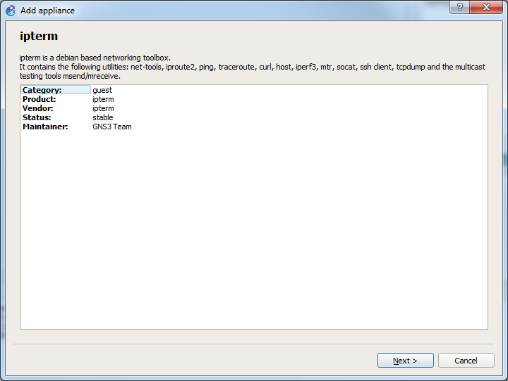 Add appliance
ipterm
ipterm is a debian based networking toolbox.
It contains the following utilities: net-tools, iproute2, ping, traceroute, curl, host, iperf3, mtr, socat, ssh client, tcpdump and the multicast
testing tools msend/mreceive.
Category: guest
Product: ipterm
Vendor: ipterm
Status: stable
Maintainer: GNS3 Team
Next >
Cancel